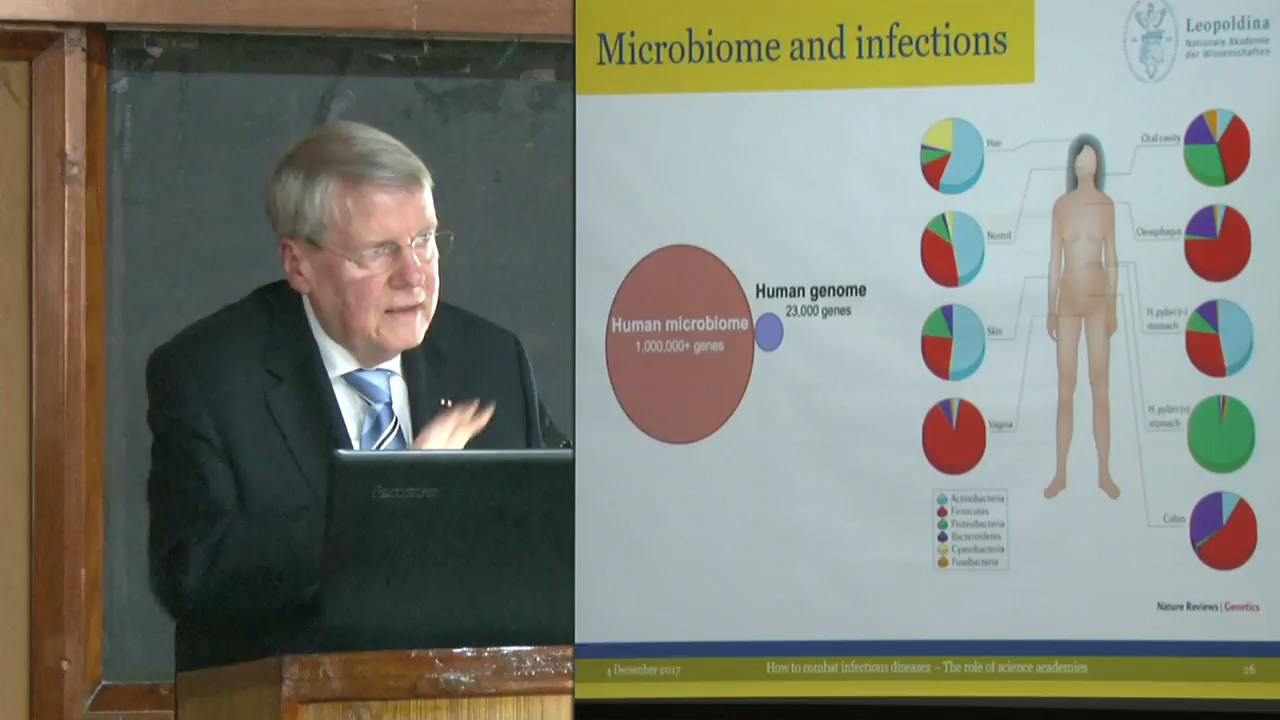 Microbiome and infections
Leopoldina
Nationale Akademie
der Wissenschaften
Hair
Oral cavity
Nostril
Oesophagus
Human genome
23,000 genes
Human microbiome
1,000,000+ genes
Skin
H. pylori (–)
stomach
Vagina
H. pylori (+)
stomach
Colon
Actinobacteria
Firmicutes
Proteobacteria
Bacteroidetes
Cyanobacteria
Fusobacteria
Nature Reviews | Genetics
4 December 2017
How to combat infectious diseases – The role of science academies
26